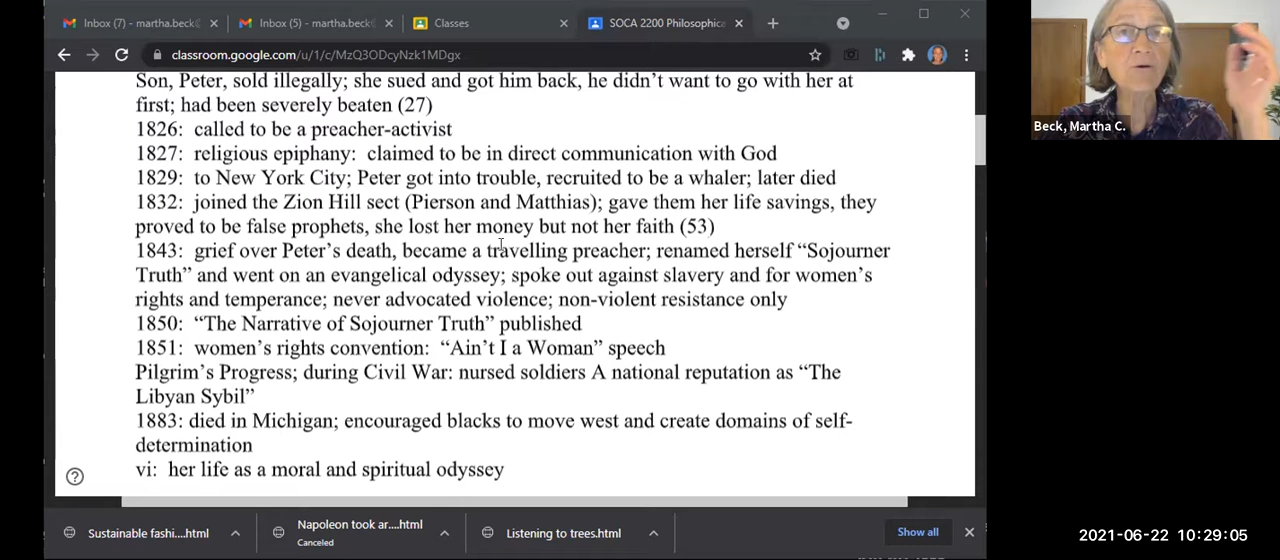 Inbox (7) - martha.beck@
Inbox (5) - martha.beck@
Classes
SOCA 2200 Philosophica
classroom.google.com/u/1/c/MzQ3ODcyNzk1MDgx
Son, Peter, sold illegally; she sued and got him back, he didn't want to go with her at
first; had been severely beaten (27)
1826: called to be a preacher-activist
1827: religious epiphany: claimed to be in direct communication with God
1829: to New York City; Peter got into trouble, recruited to be a whaler; later died
1832: joined the Zion Hill sect (Pierson and Matthias); gave them her life savings, they
proved to be false prophets, she lost her money but not her faith (53)
1843: grief over Peter's death, became a travelling preacher; renamed herself "Sojourner
Truth" and went on an evangelical odyssey; spoke out against slavery and for women's
rights and temperance; never advocated violence; non-violent resistance only
1850: "The Narrative of Sojourner Truth" published
1851: women's rights convention: "Ain't I a Woman" speech
Pilgrim's Progress; during Civil War: nursed soldiers A national reputation as "The
Libyan Sybil"
1883: died in Michigan; encouraged blacks to move west and create domains of self-
determination
vi: her life as a moral and spiritual odyssey
Beck, Martha C.
Sustainable fashi....html
Napoleon took ar....html
Canceled
Listening to trees.html
Show all
2021-06-22 10:29:05